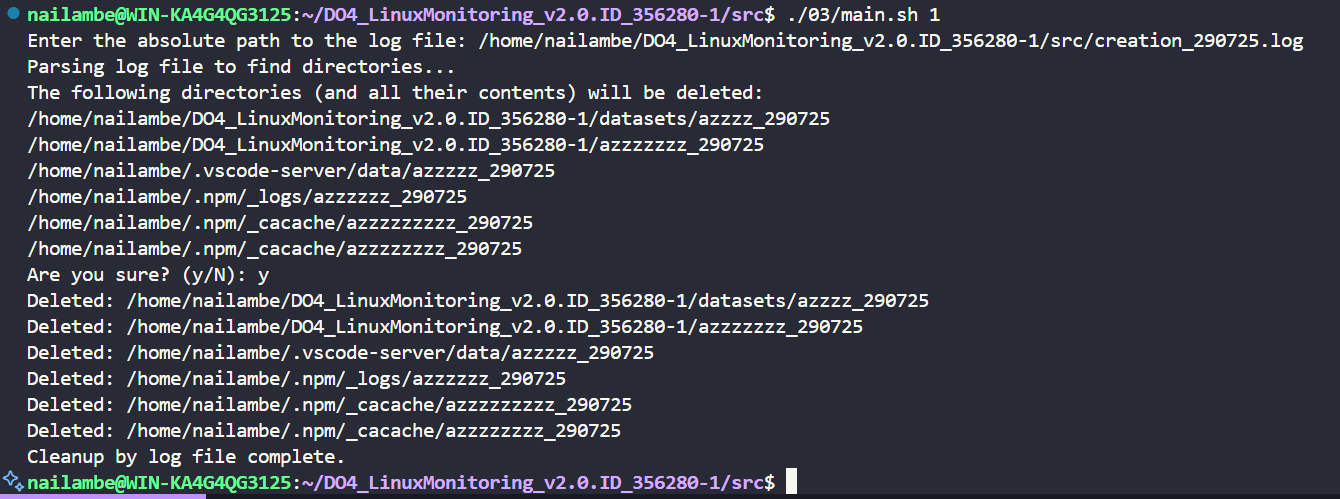 nailambe@WIN-KA4G4QG3125:~/DO4_LinuxMonitoring_v2.0.ID_356280-1/src$ ./03/main.sh 1
Enter the absolute path to the log file: /home/nailambe/DO4_LinuxMonitoring_v2.0.ID_356280-1/src/creation_290725.log
Parsing log file to find directories...
The following directories (and all their contents) will be deleted:
/home/nailambe/DO4_LinuxMonitoring_v2.0.ID_356280-1/datasets/azzzz_290725
/home/nailambe/DO4_LinuxMonitoring_v2.0.ID_356280-1/azzzzzzz_290725
/home/nailambe/.vscode-server/data/azzzzz_290725
/home/nailambe/.npm/_logs/azzzzzz_290725
/home/nailambe/.npm/_cacache/azzzzzzzzz_290725
/home/nailambe/.npm/_cacache/azzzzzzzz_290725
Are you sure? (y/N): y
Deleted: /home/nailambe/DO4_LinuxMonitoring_v2.0.ID_356280-1/datasets/azzzz_290725
Deleted: /home/nailambe/DO4_LinuxMonitoring_v2.0.ID_356280-1/azzzzzzz_290725
Deleted: /home/nailambe/.vscode-server/data/azzzzz_290725
Deleted: /home/nailambe/.npm/_logs/azzzzzz_290725
Deleted: /home/nailambe/.npm/_cacache/azzzzzzzzz_290725
Deleted: /home/nailambe/.npm/_cacache/azzzzzzzz_290725
Cleanup by log file complete.
nailambe@WIN-KA4G4QG3125:~/DO4_LinuxMonitoring_v2.0.ID_356280-1/src$